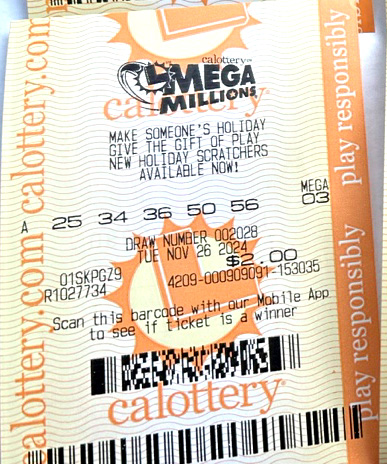 calottery
MEGA
MILLIONS
calottery
MAKE SOMEONE'S HOLIDAY
GIVE THE GIFT OF PLAY
NEW HOLIDAY SCRATCHERS
AVAILABLE NOW!
MEGA
A 25 34 36 50 56 03
DRAW NUMBER 002028
TUE NOV 26 2024
$2.00
01SKPGZ9 4209-000909091-153035
R1027734
Scan this barcode with our Mobile App
to see if ticket is a winner
calottery
calottery.com calottery.com
play responsibly play responsibly